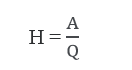 H = A/Q